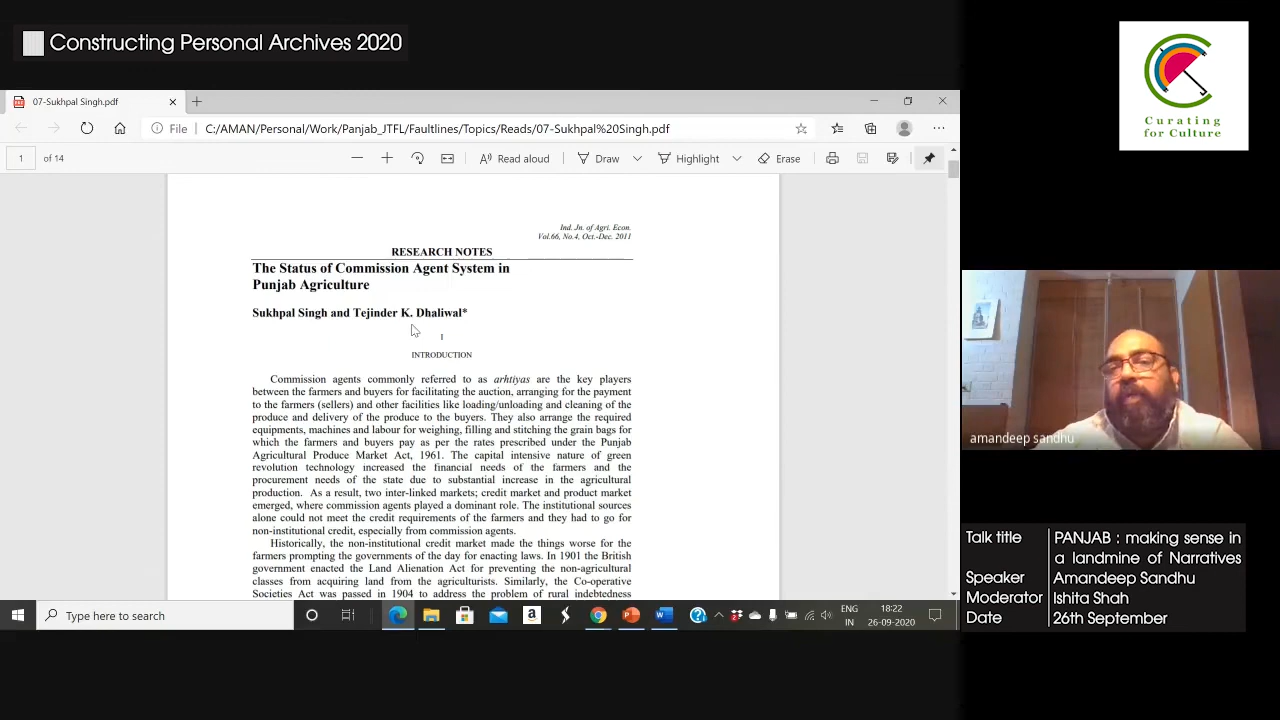 Constructing Personal Archives 2020
Curating
for Culture
07-Sukhpal Singh.pdf
File
C:/AMAN/Personal/Work/Panjab_JTFL/Faultlines/Topics/Reads/07-Sukhpal%20Singh.pdf
1 of 14
Read aloud
Draw
Highlight
Erase
Ind. Jn. of Agri. Econ.
Vol.66, No.4, Oct.-Dec. 2011
RESEARCH NOTES
The Status of Commission Agent System in
Punjab Agriculture
Sukhpal Singh and Tejinder K. Dhaliwal*
I
INTRODUCTION
Commission agents commonly referred to as arhtiyas are the key players
between the farmers and buyers for facilitating the auction, arranging for the payment
to the farmers (sellers) and other facilities like loading/unloading and cleaning of the
produce and delivery of the produce to the buyers. They also arrange the required
equipments, machines and labour for weighing, filling and stitching the grain bags for
which the farmers and buyers pay as per the rates prescribed under the Punjab
Agricultural Produce Market Act, 1961. The capital intensive nature of green
revolution technology increased the financial needs of the farmers and the
procurement needs of the state due to substantial increase in the agricultural
production. As a result, two inter-linked markets; credit market and product market
emerged, where commission agents played a dominant role. The institutional sources
alone could not meet the credit requirements of the farmers and they had to go for
non-institutional credit, especially from commission agents.
Historically, the non-institutional credit market made the things worse for the
farmers prompting the governments of the day for enacting laws. In 1901 the British
government enacted the Land Alienation Act for preventing the non-agricultural
classes from acquiring land from the agriculturists. Similarly, the Co-operative
Societies Act was passed in 1904 to address the problem of rural indebtedness
amandeep sandhu
Talk title PANJAB : making sense in
a landmine of Narratives
Speaker Amandeep Sandhu
Moderator Ishita Shah
Date 26th September
Type here to search
ENG
IN
18:22
26-09-2020